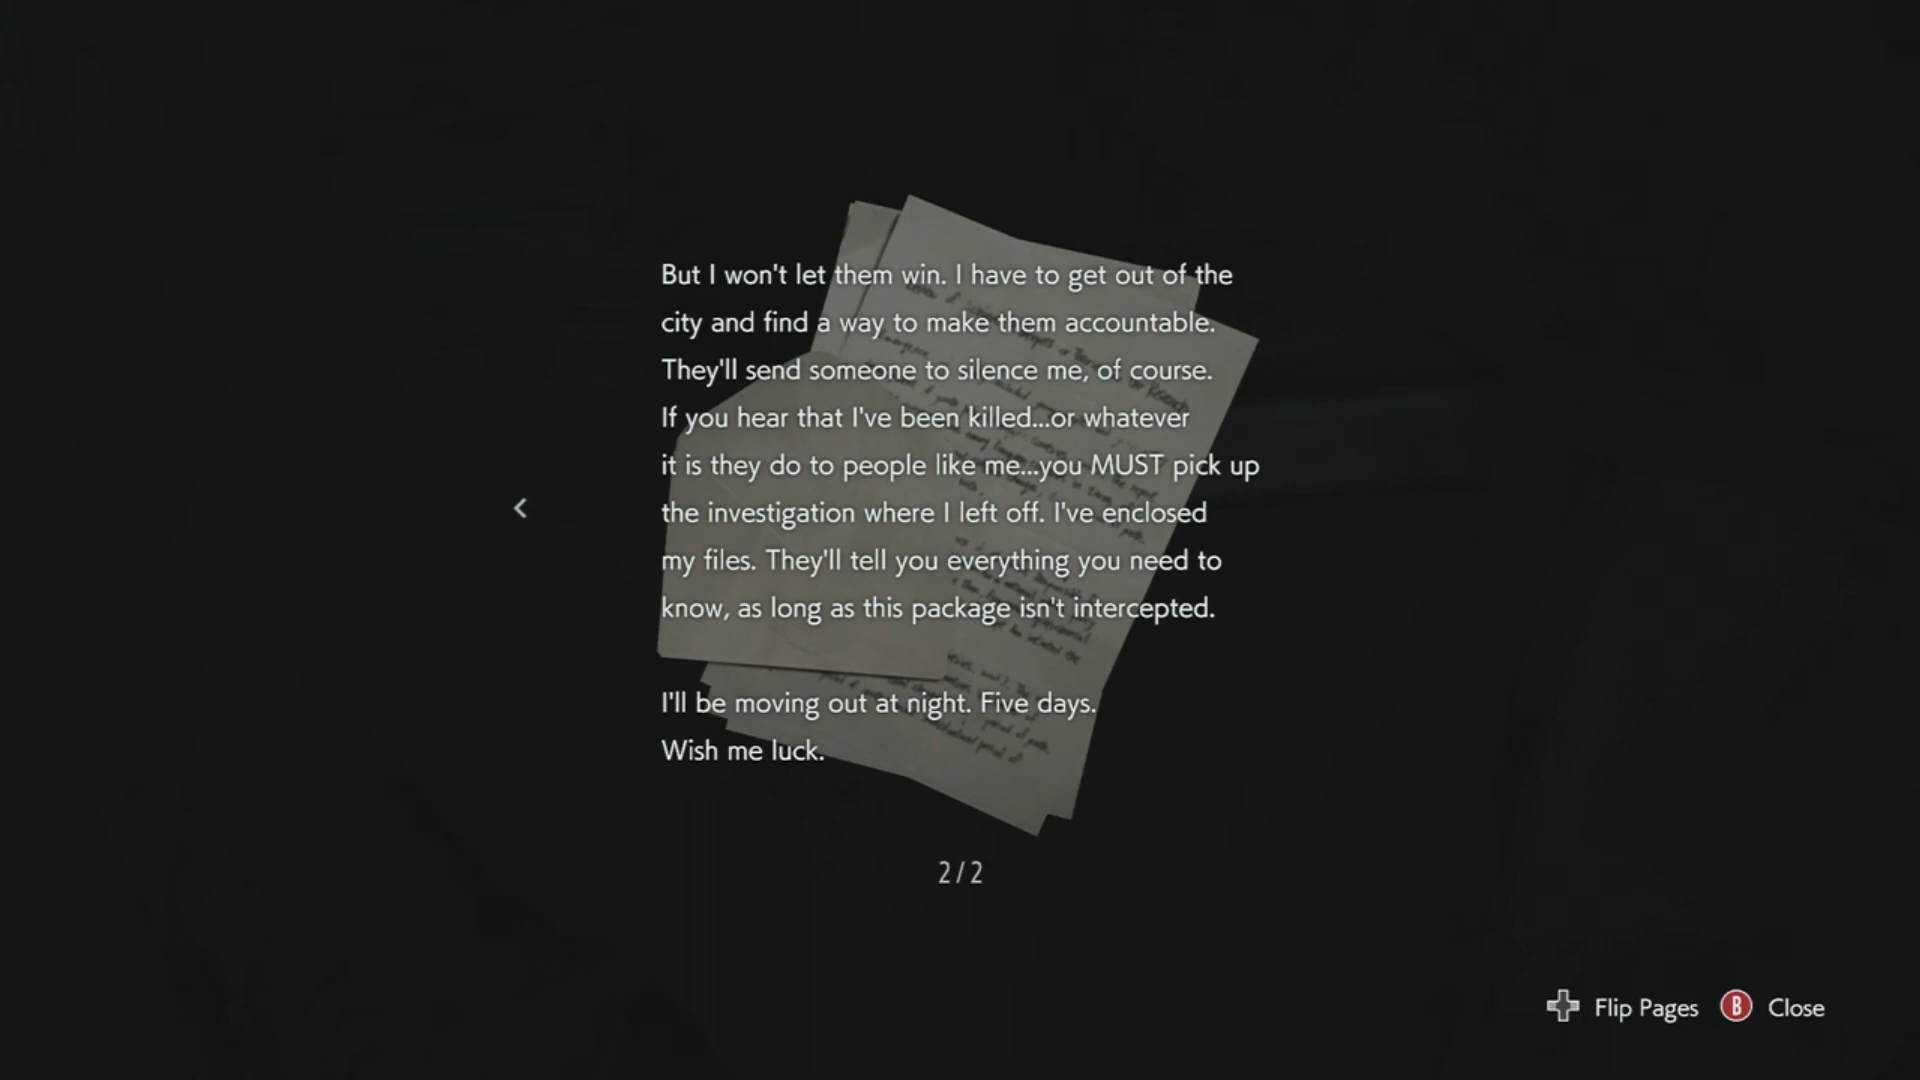 But I won't let them win. I have to get out of the
city and find a way to make them accountable.
They'll send someone to silence me, of course.
If you hear that I've been killed...or whatever
it is they do to people like me...you MUST pick up
the investigation where I left off. I've enclosed
my files. They'll tell you everything you need to
know, as long as this package isn't intercepted.
I'll be moving out at night. Five days.
Wish me luck.
2/2
Flip Pages B Close